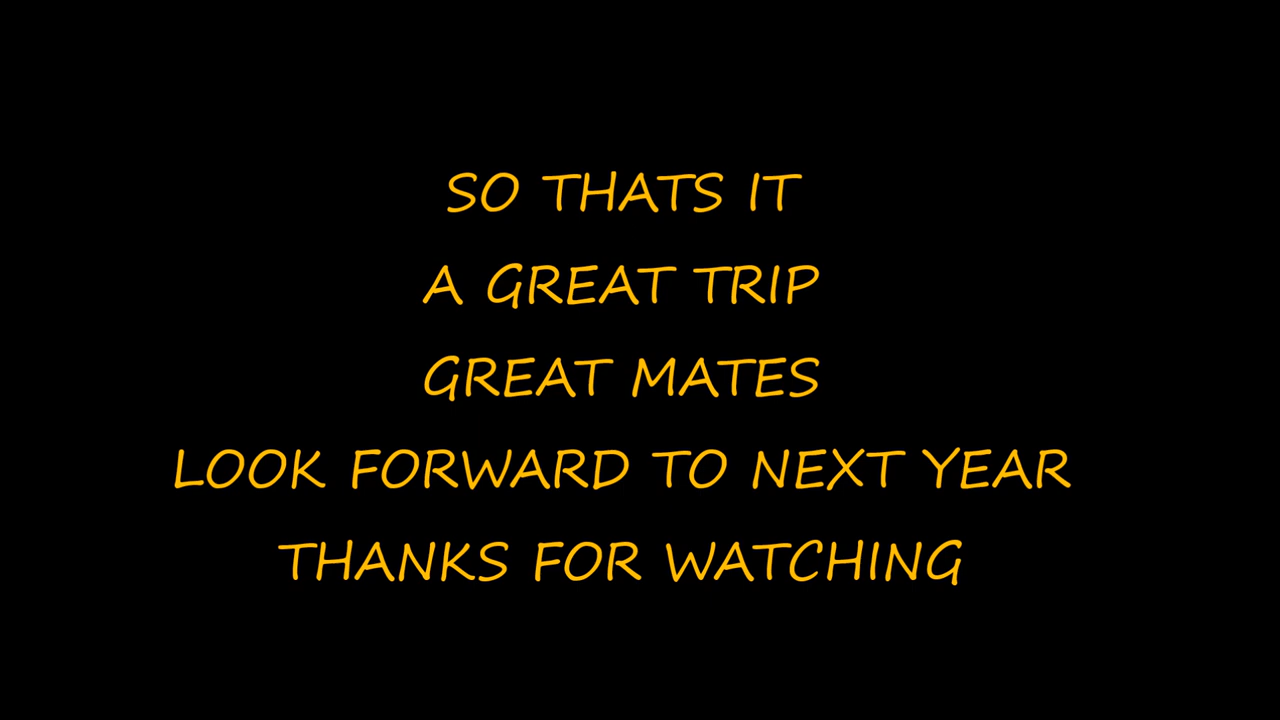 SO THATS IT
A GREAT TRIP
GREAT MATES
LOOK FORWARD TO NEXT YEAR
THANKS FOR WATCHING